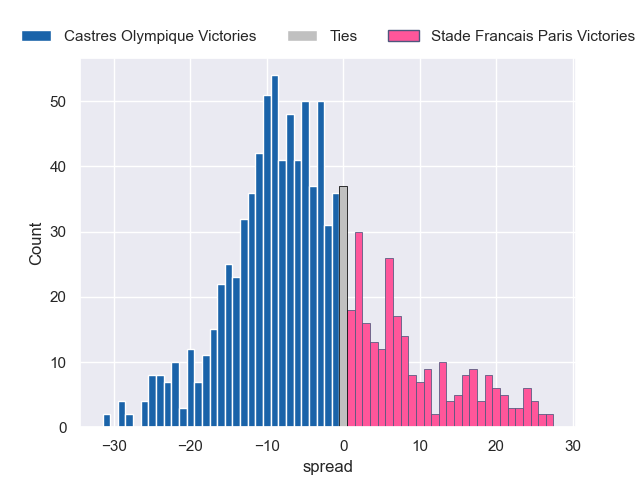 Castres Olympique Victories Ties Stade Francais Paris Victories
50
40
30
20
10
0
Count
−30 −20 −10 0 10 20 30
spread